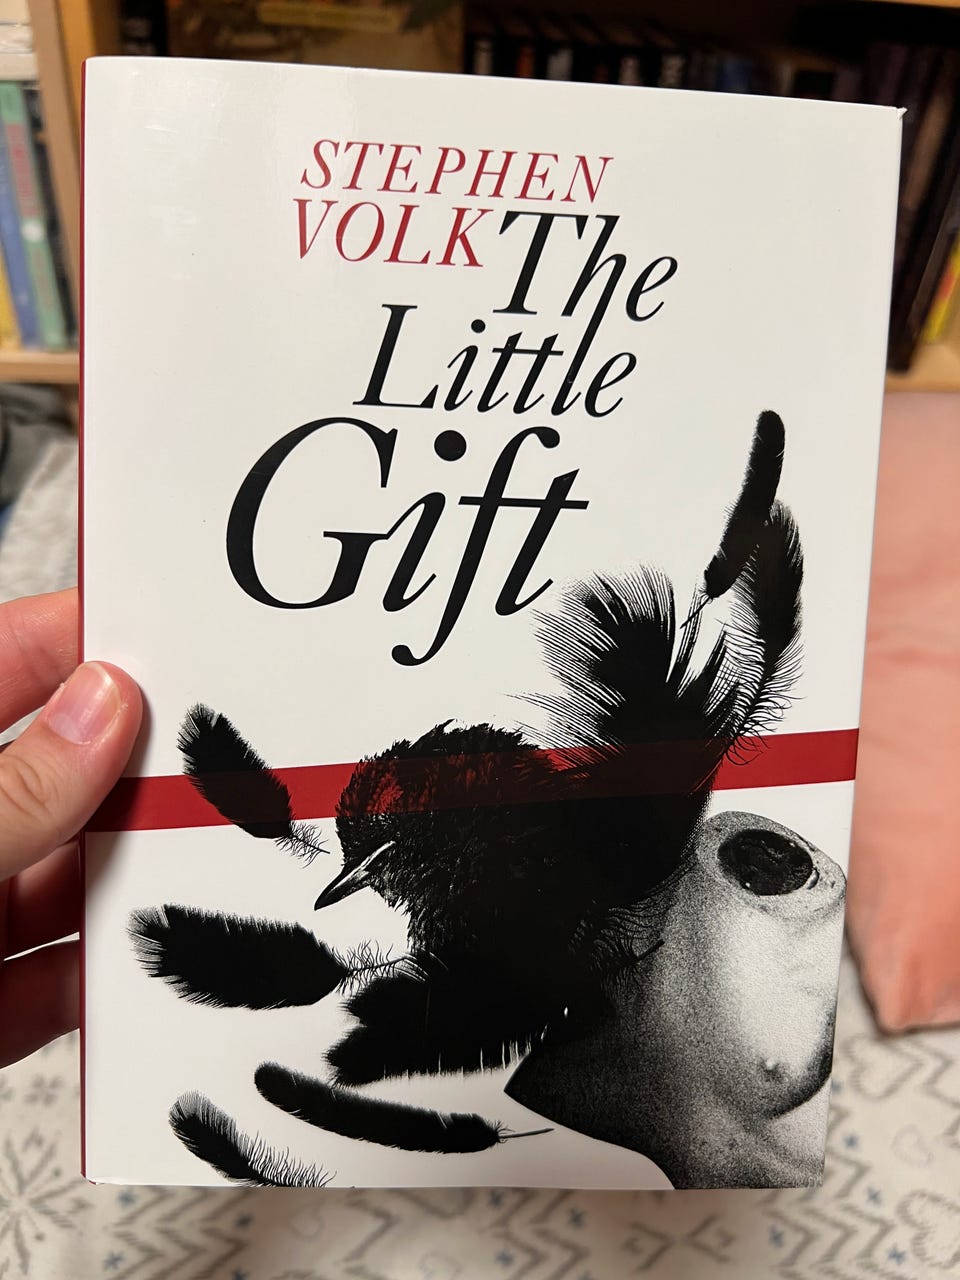 STEPHEN
VOLK The
Little
Gift